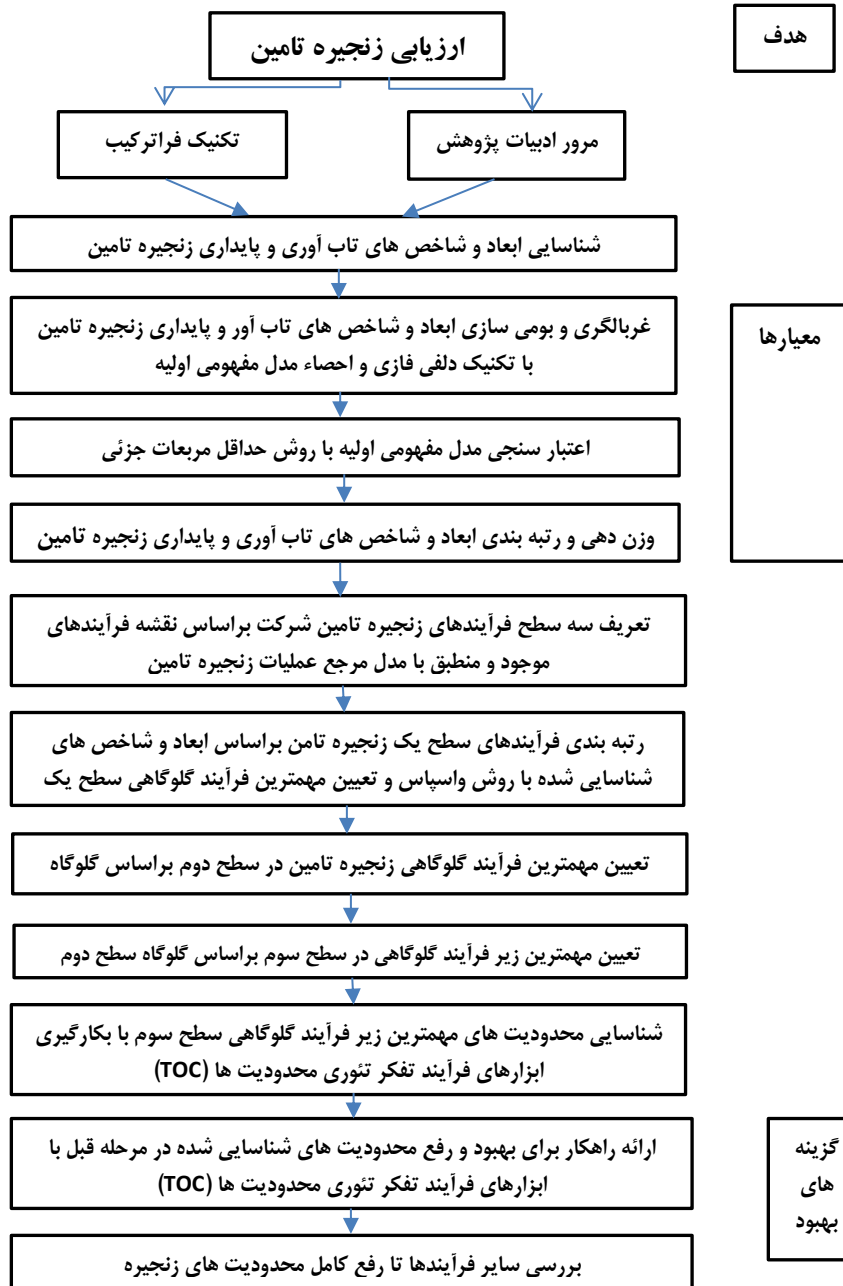 هدف
ارزیابی زنجیره تامین
مرور ادبیات پژوهش
تکنیک فراترکیب
شناسایی ابعاد و شاخص های تاب آوری و پایداری زنجیره تامین
معیارها
غربالگری و بومی سازی ابعاد و شاخص های تاب آور و پایداری زنجیره تامین
با تکنیک دلفی فازی و احصاء مدل مفهومی اولیه
اعتبار سنجی مدل مفهومی اولیه با روش حداقل مربعات جزئی
وزن دهی و رتبه بندی ابعاد و شاخص های تاب آوری و پایداری زنجیره تامین
تعریف سه سطح فرآیندهای زنجیره تامین شرکت براساس نقشه فرآیندهای
موجود و منطبق با مدل مرجع عملیات زنجیره تامین
رتبه بندی فرآیندهای سطح یک زنجیره تامن براساس ابعاد و شاخص های
شناسایی شده با روش واسپاس و تعیین مهمترین فرآیند گلوگاهی سطح یک
تعیین مهمترین فرآیند گلوگاهی زنجیره تامین در سطح دوم براساس گلوگاه
تعیین مهمترین زیر فرآیند گلوگاهی در سطح سوم براساس گلوگاه سطح دوم
شناسایی محدودیت های مهمترین زیر فرآیند گلوگاهی سطح سوم با بکارگیری
ابزارهای فرآیند تفکر تئوری محدودیت ها (TOC)
ارائه راهکار برای بهبود و رفع محدودیت های شناسایی شده در مرحله قبل با
ابزارهای فرآیند تفکر تئوری محدودیت ها (TOC)
گزینه
های
بهبود
بررسی سایر فرآیندها تا رفع کامل محدودیت های زنجیره